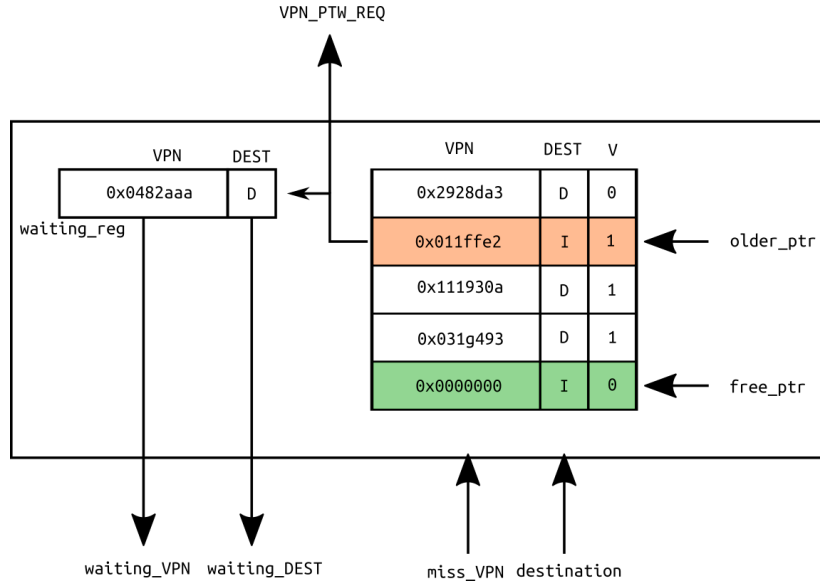 VPN_PTW_REQ
VPN DEST
0x0482aaa D
waiting_reg
VPN DEST V
0x2928da3 D 0
0x011ffe2 I 1 older_ptr
0x111930a D 1
0x031g493 D 1
0x0000000 I 0 free_ptr
waiting_VPN waiting_DEST miss_VPN destination